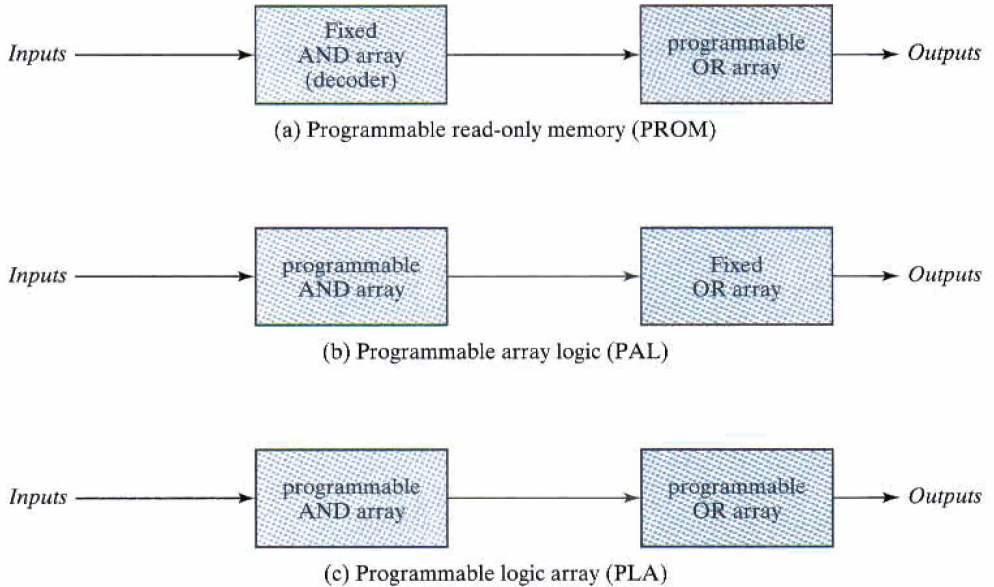 Inputs
Fixed
AND array
(decoder)
programmable
OR array
Outputs
(a) Programmable read-only memory (PROM)
Inputs
programmable
AND array
Fixed
OR array
Outputs
(b) Programmable array logic (PAL)
Inputs
programmable
AND array
programmable
OR array
Outputs
(c) Programmable logic array (PLA)